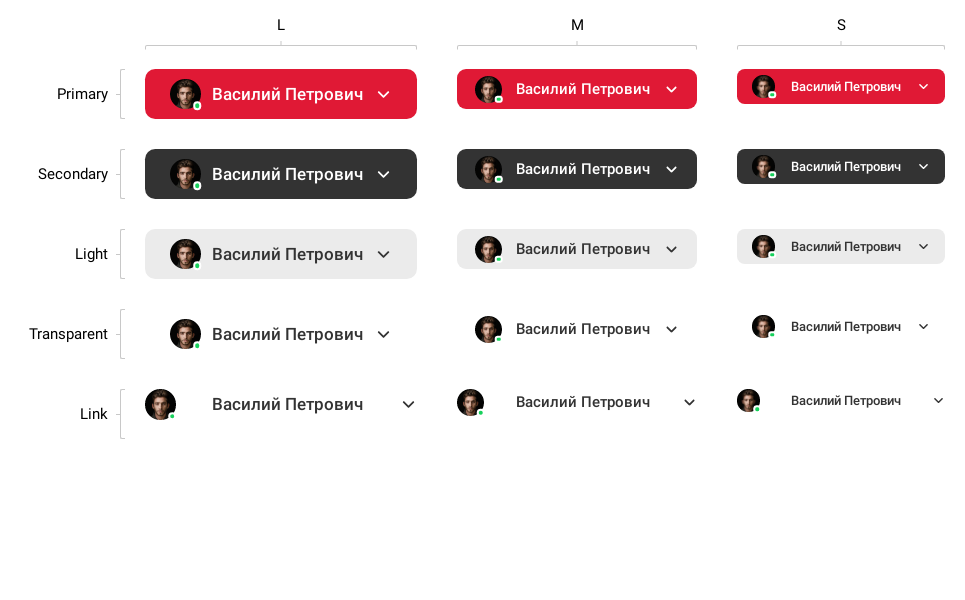 L M S
Primary Василий Петрович Василий Петрович Василий Петрович
Secondary Василий Петрович Василий Петрович Василий Петрович
Light Василий Петрович Василий Петрович Василий Петрович
Transparent Василий Петрович Василий Петрович Василий Петрович
Link Василий Петрович Василий Петрович Василий Петрович